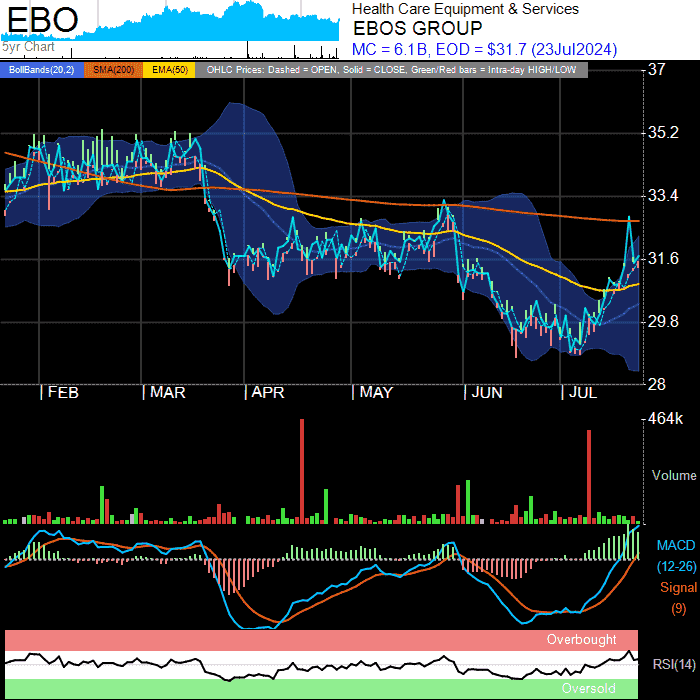 EBO
5yr Chart
Health Care Equipment & Services
EBOS GROUP
MC = 6.1B, EOD = $31.7 (23Jul2024)
BollBands(20,2) SMA(200) EMA(50) OHLC Prices: Dashed = OPEN, Solid = CLOSE, Green/Red bars = Intra-day HIGH/LOW
37
35.2
33.4
31.6
29.8
28
FEB MAR APR MAY JUN JUL
464k
Volume
MACD
(12-26)
Signal
(9)
Overbought
RSI(14)
Oversold